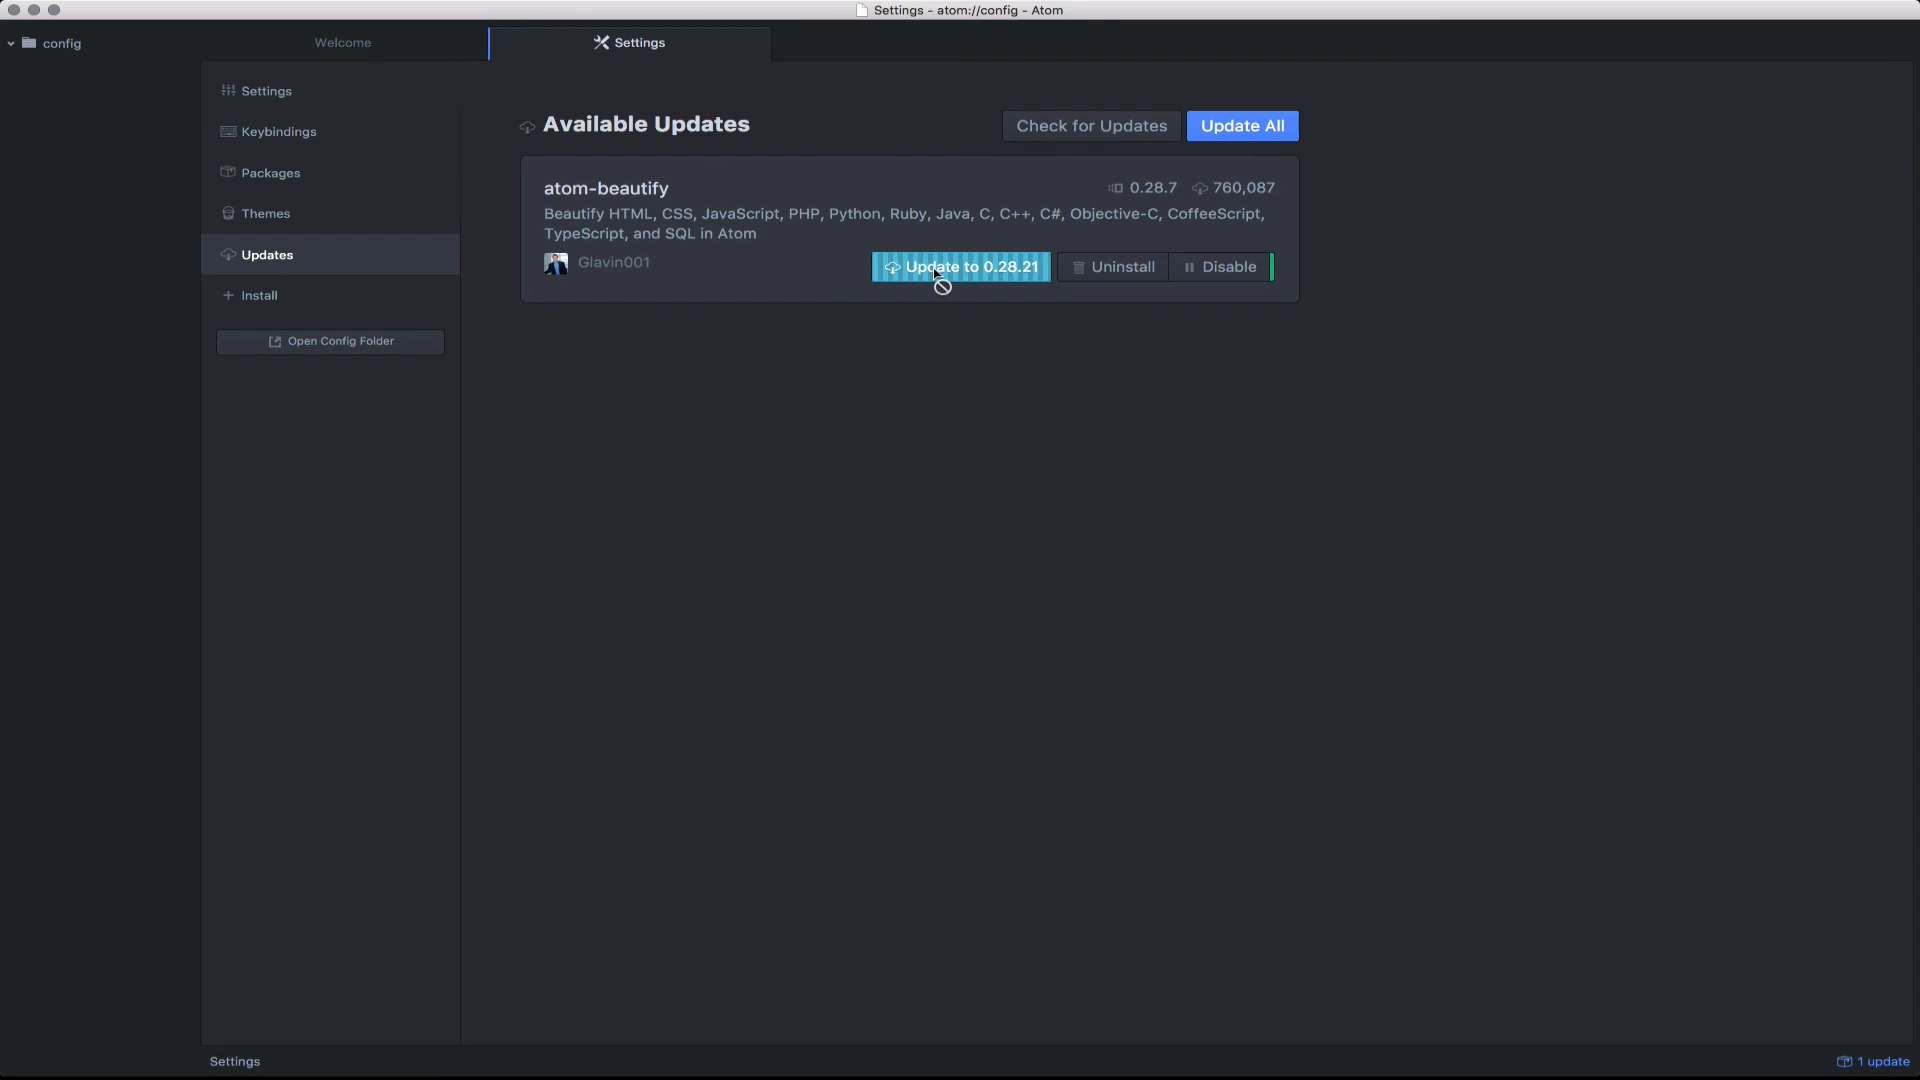 Settings - atom://config - Atom
config
Welcome
Settings
Settings
Keybindings
Packages
Themes
Updates
Install
Open Config Folder
Available Updates
Check for Updates
Update All
atom-beautify
0.28.7
760,087
Beautify HTML, CSS, JavaScript, PHP, Python, Ruby, Java, C, C++, C#, Objective-C, CoffeeScript,
TypeScript, and SQL in Atom
Glavin001
Update to 0.28.21
Uninstall
Disable
Settings
1 update